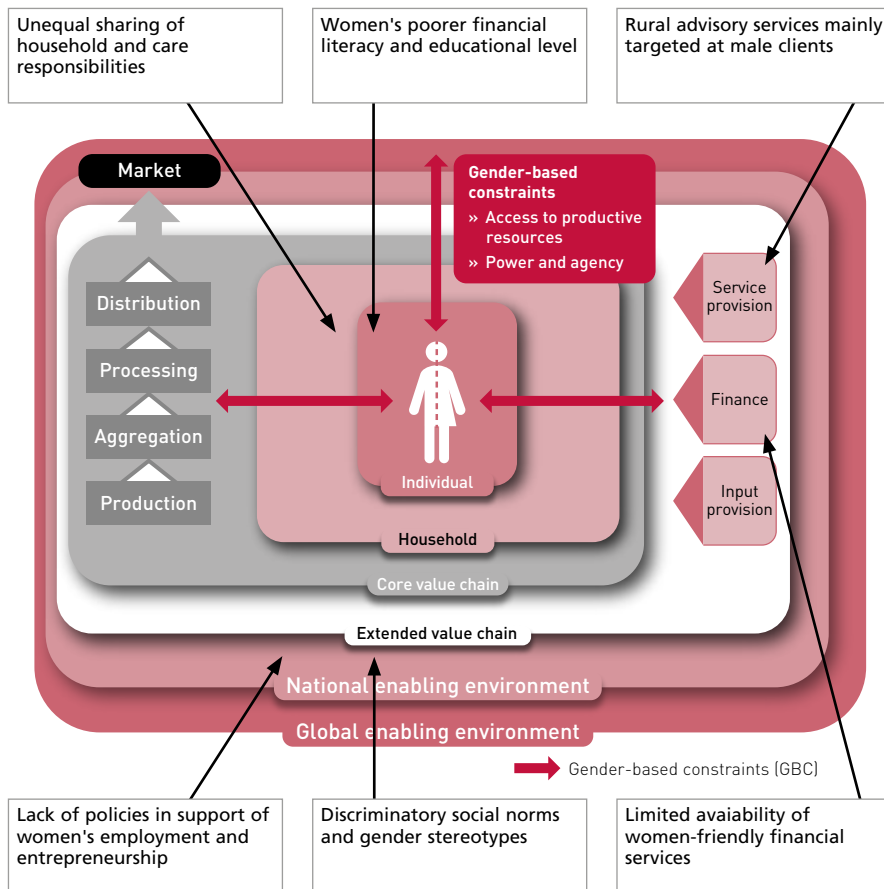 Unequal sharing of
household and care
responsibilities
Women's poorer financial
literacy and educational level
Rural advisory services mainly
targeted at male clients
Market
Gender-based
constraints
» Access to productive
resources
» Power and agency
Distribution
Processing
Aggregation
Production
Service
provision
Finance
Input
provision
Individual
Household
Core value chain
Extended value chain
National enabling environment
Global enabling environment
Gender-based constraints (GBC)
Lack of policies in support of
women's employment and
entrepreneurship
Discriminatory social norms
and gender stereotypes
Limited avaiability of
women-friendly financial
services